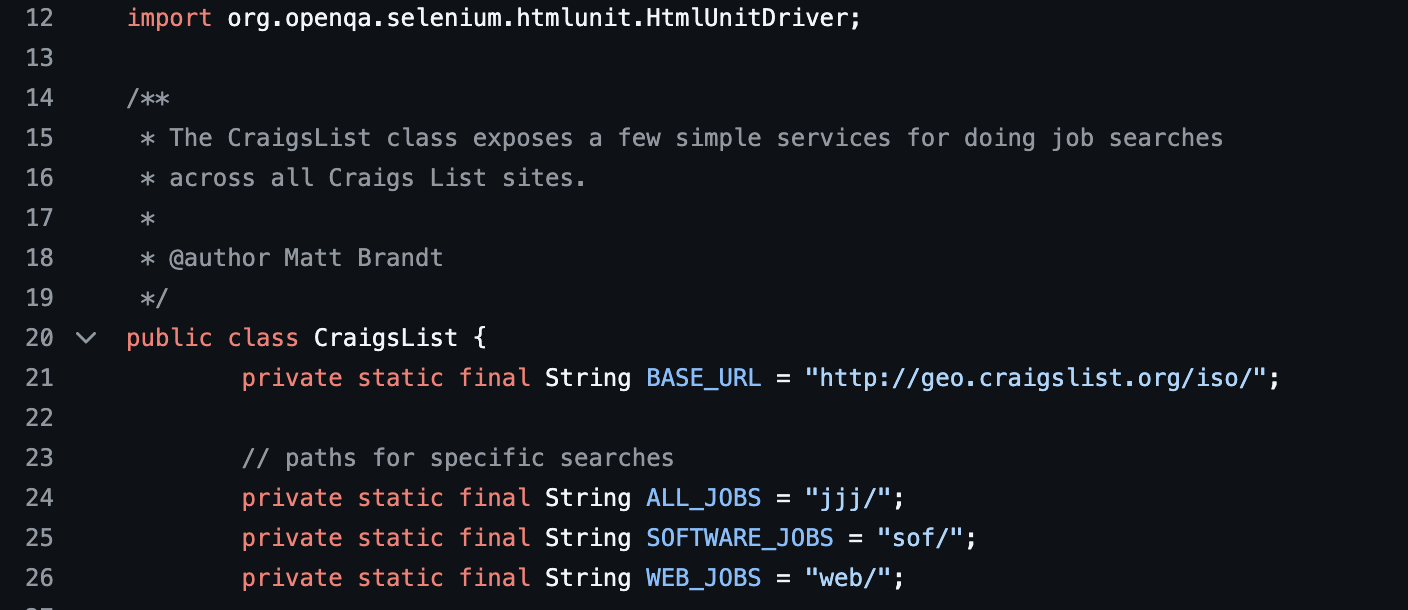 12 import org.openqa.selenium.htmlunit.HtmlUnitDriver;
13
14 /**
15 * The CraigsList class exposes a few simple services for doing job searches
16 * across all Craigs List sites.
17 *
18 * @author Matt Brandt
19 */
20 public class CraigsList {
21 private static final String BASE_URL = "http://geo.craigslist.org/iso/";
22
23 // paths for specific searches
24 private static final String ALL_JOBS = "jjj/";
25 private static final String SOFTWARE_JOBS = "sof/";
26 private static final String WEB_JOBS = "web/";